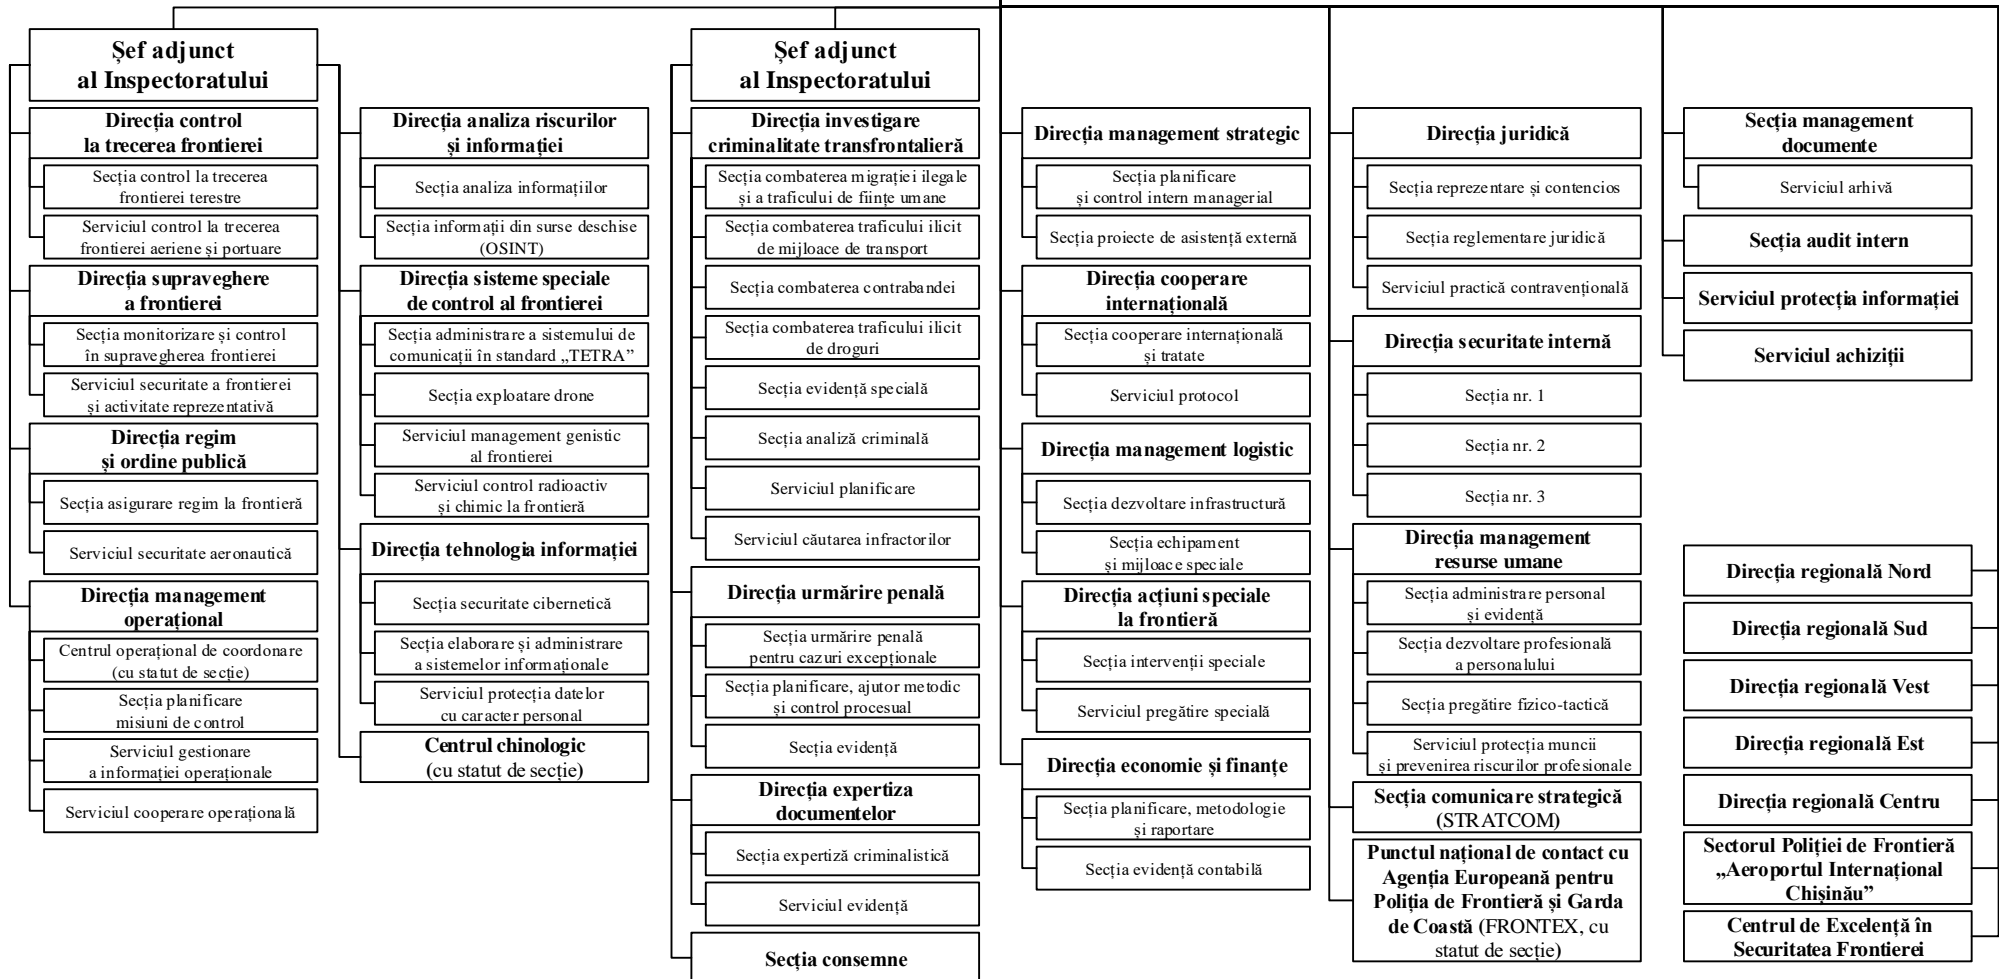 Șef adjunct
al Inspectoratului
Direcția control
la trecerea frontierei
Secția control la trecerea
frontierei terestre
Serviciul control la trecerea
frontierei aeriene și portuare
Direcția supraveghere
a frontierei
Secția monitorizare și control
în supravegherea frontierei
Serviciul securitate a frontierei
și activitate reprezentativă
Direcția regim
și ordine publică
Secția asigurare regim la frontieră
Serviciul securitate aeronautică
Direcția management
operațional
Centrul operațional de coordonare
(cu statut de secție)
Secția planificare
misiuni de control
Serviciul gestionare
a informației operaționale
Serviciul cooperare operațională
Direcția analiza riscurilor
și informației
Secția analiza informațiilor
Secția informații din surse deschise
(OSINT)
Direcția sisteme speciale
de control al frontierei
Secția administrare a sistemului de
comunicații în standard „TETRA”
Secția exploatare drone
Serviciul management genistic
al frontierei
Serviciul control radioactiv
și chimic la frontieră
Direcția tehnologia informației
Secția securitate cibernetică
Secția elaborare și administrare
a sistemelor informaționale
Serviciul protecția datelor
cu caracter personal
Centrul chinologic
(cu statut de secție)
Șef adjunct
al Inspectoratului
Direcția investigare
criminalitate transfrontalieră
Secția combaterea migrației ilegale
și a traficului de ființe umane
Secția combaterea traficului ilicit
de mijloace de transport
Secția combaterea contrabandei
Secția combaterea traficului ilicit
de droguri
Secția evidență specială
Secția analiză criminală
Serviciul planificare
Serviciul căutarea infractorilor
Direcția urmărire penală
Secția urmărire penală
pentru cazuri excepționale
Secția planificare, ajutor metodic
și control procesual
Secția evidență
Direcția expertiza
documentelor
Secția expertiză criminalistică
Serviciul evidență
Secția consemne
Direcția management strategic
Secția planificare
și control intern managerial
Secția proiecte de asistență externă
Direcția cooperare
internațională
Secția cooperare internațională
și tratate
Serviciul protocol
Direcția management logistic
Secția dezvoltare infrastructură
Secția echipament
și mijloace speciale
Direcția acțiuni speciale
la frontieră
Secția intervenții speciale
Serviciul pregătire specială
Direcția economie și finanțe
Secția planificare, metodologie
și raportare
Secția evidență contabilă
Direcția juridică
Secția reprezentare și contencios
Secția reglementare juridică
Serviciul practică contravențională
Direcția securitate internă
Secția nr. 1
Secția nr. 2
Secția nr. 3
Direcția management
resurse umane
Secția administrare personal
și evidență
Secția dezvoltare profesională
a personalului
Secția pregătire fizico-tactică
Serviciul protecția muncii
și prevenirea riscurilor profesionale
Secția comunicare strategică
(STRATCOM)
Punctul național de contact cu
Agenția Europeană pentru
Poliția de Frontieră și Garda
de Coastă (FRONTEX, cu
statut de secție)
Secția management
documente
Serviciul arhivă
Secția audit intern
Serviciul protecția informației
Serviciul achiziții
Direcția regională Nord
Direcția regională Sud
Direcția regională Vest
Direcția regională Est
Direcția regională Centru
Sectorul Poliției de Frontieră
„Aeroportul Internațional
Chișinău”
Centrul de Excelență în
Securitatea Frontierei